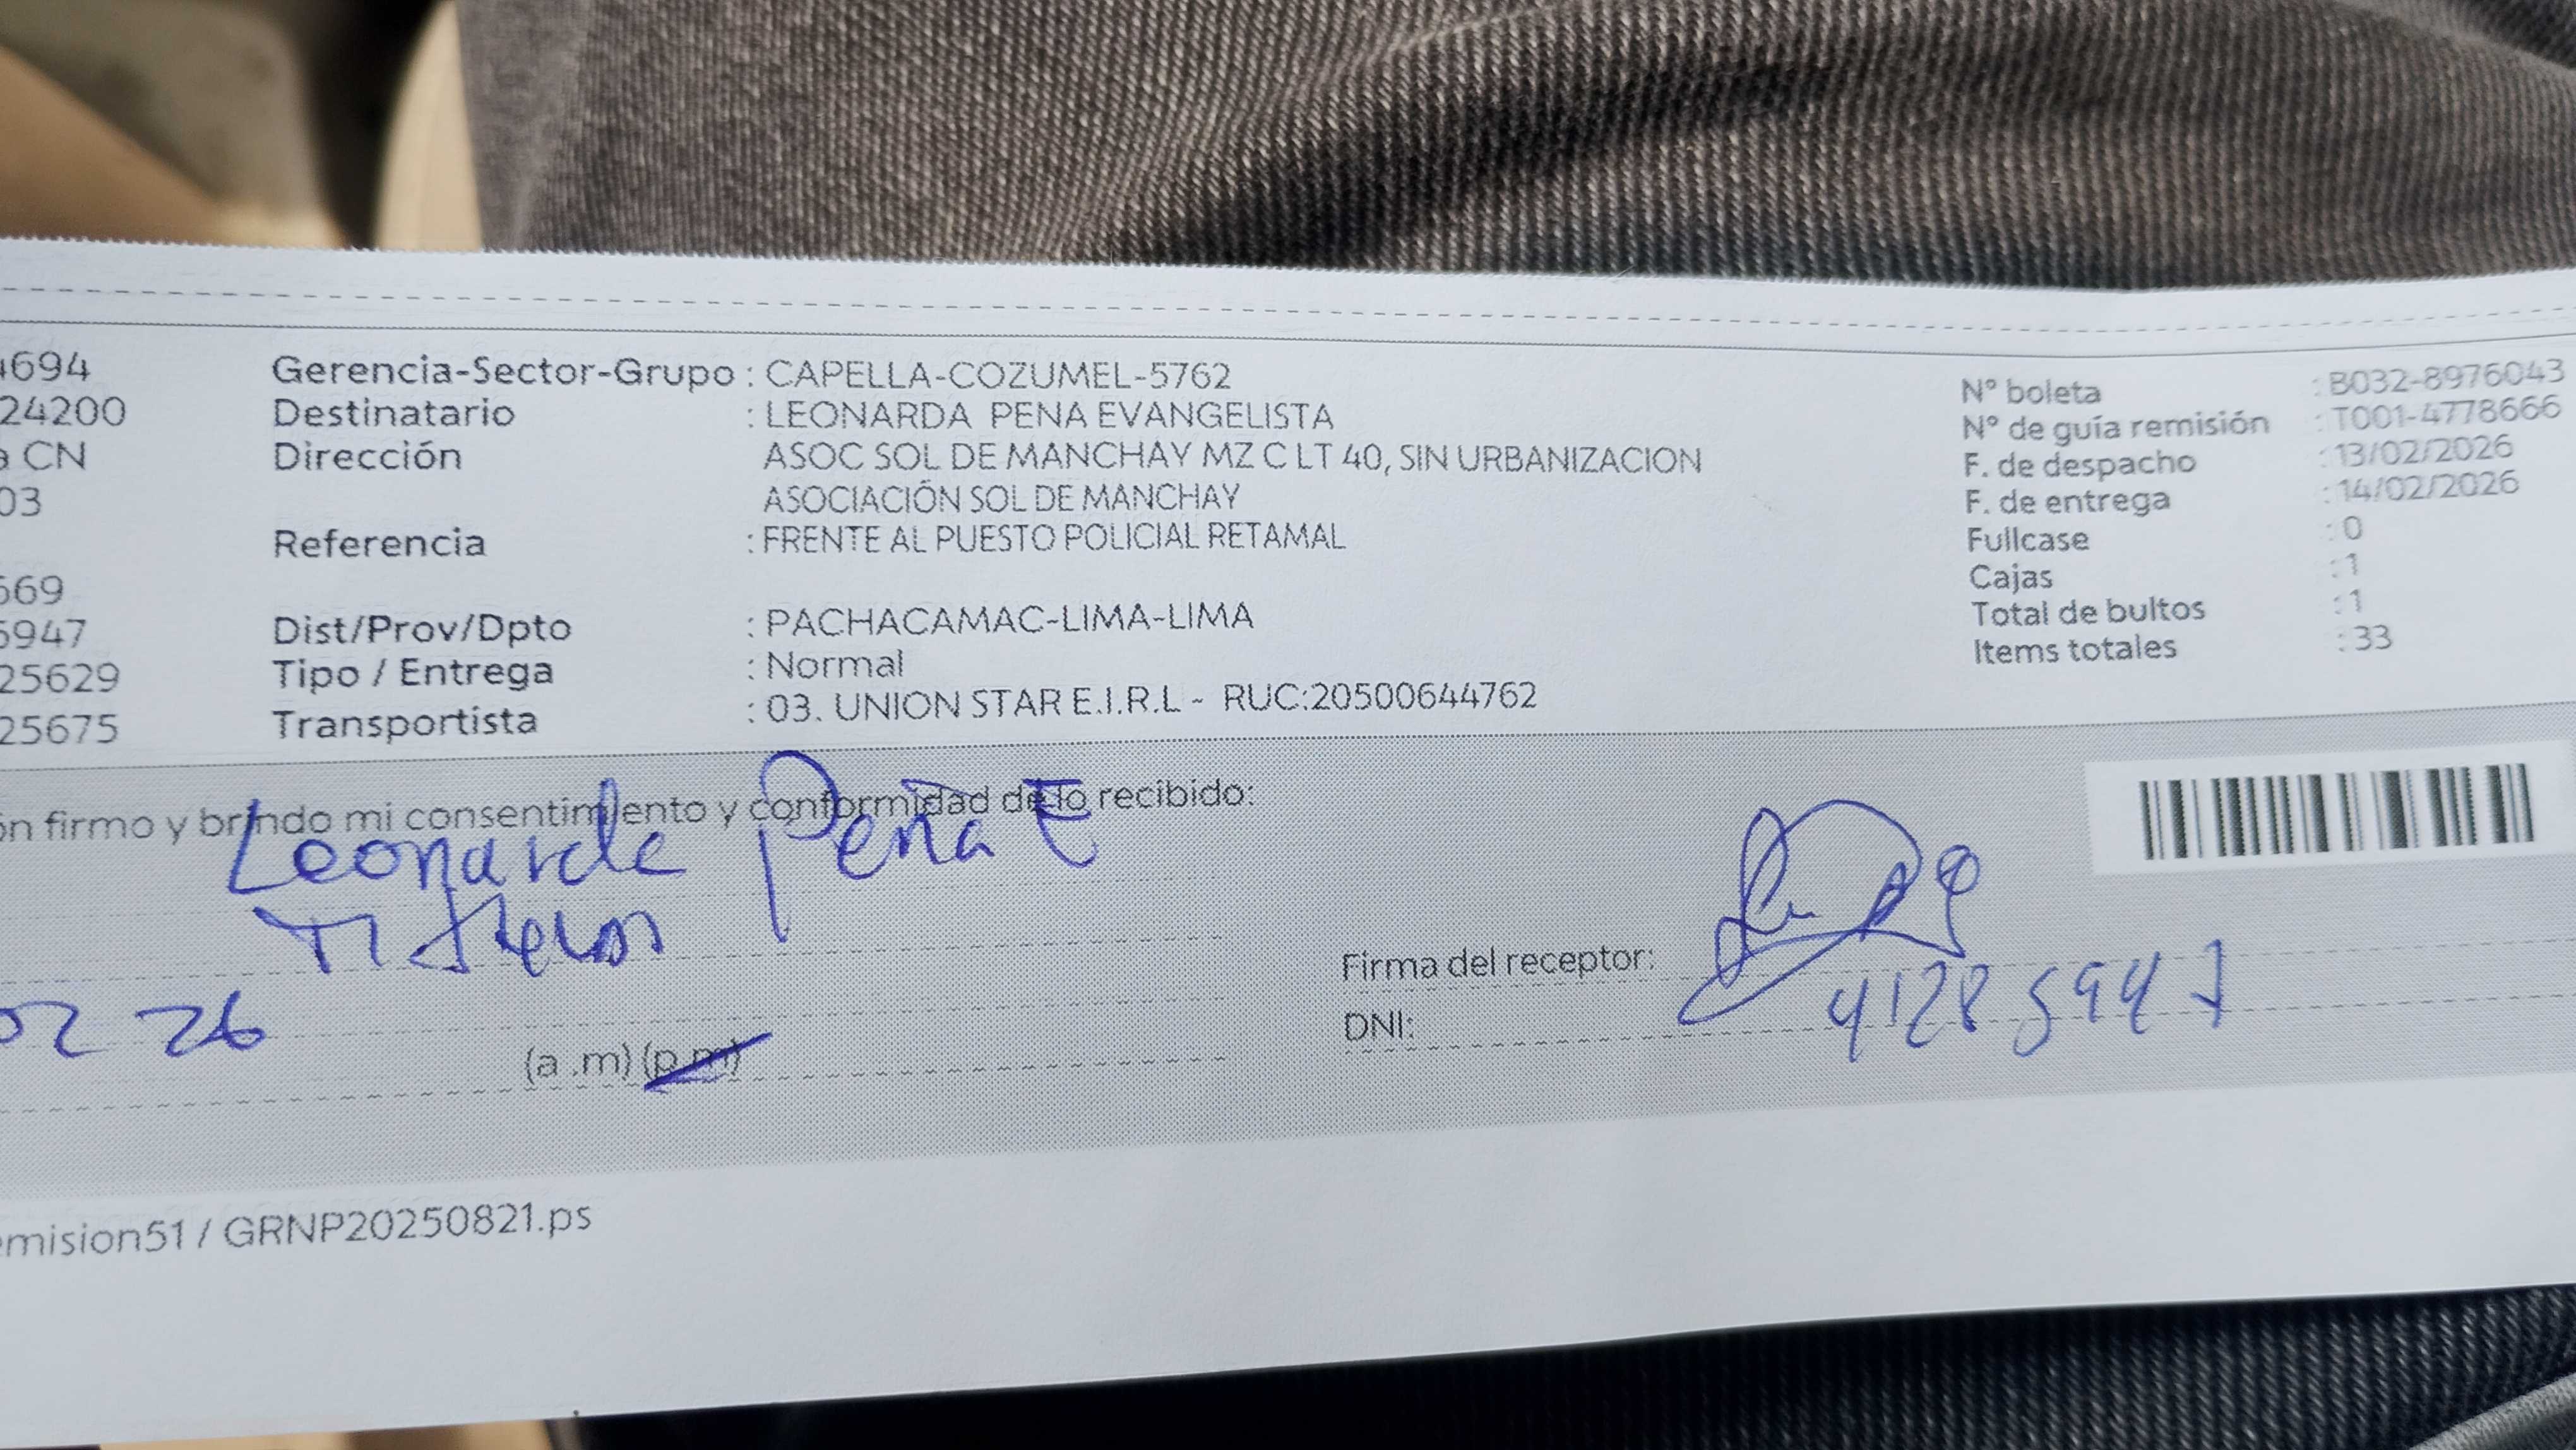 4694
24200
a CN
03
669
5947
25629
25675
Gerencia-Sector-Grupo : CAPELLA-COZUMEL-5762
Destinatario : LEONARDA PENA EVANGELISTA
Dirección ASOC SOL DE MANCHAY MZ C LT 40, SIN URBANIZACION
ASOCIACIÓN SOL DE MANCHAY
Referencia : FRENTE AL PUESTO POLICIAL RETAMAL
Dist/Prov/Dpto : PACHACAMAC-LIMA-LIMA
Tipo / Entrega : Normal
Transportista : 03. UNION STAR E.I.R.L - RUC:20500644762
N° boleta : B032-8976043
N° de guía remisión : T001-4778666
F. de despacho : 13/02/2026
F. de entrega : 14/02/2026
Fullcase : 0
Cajas : 1
Total de bultos : 1
Items totales : 33
ón firmo y brindo mi consentimiento y conformidad de lo recibido:
Leonarda Peña E
02 26
(a .m) (p.m)
Firma del receptor:
DNI: 41285947
emision51 / GRNP20250821.ps